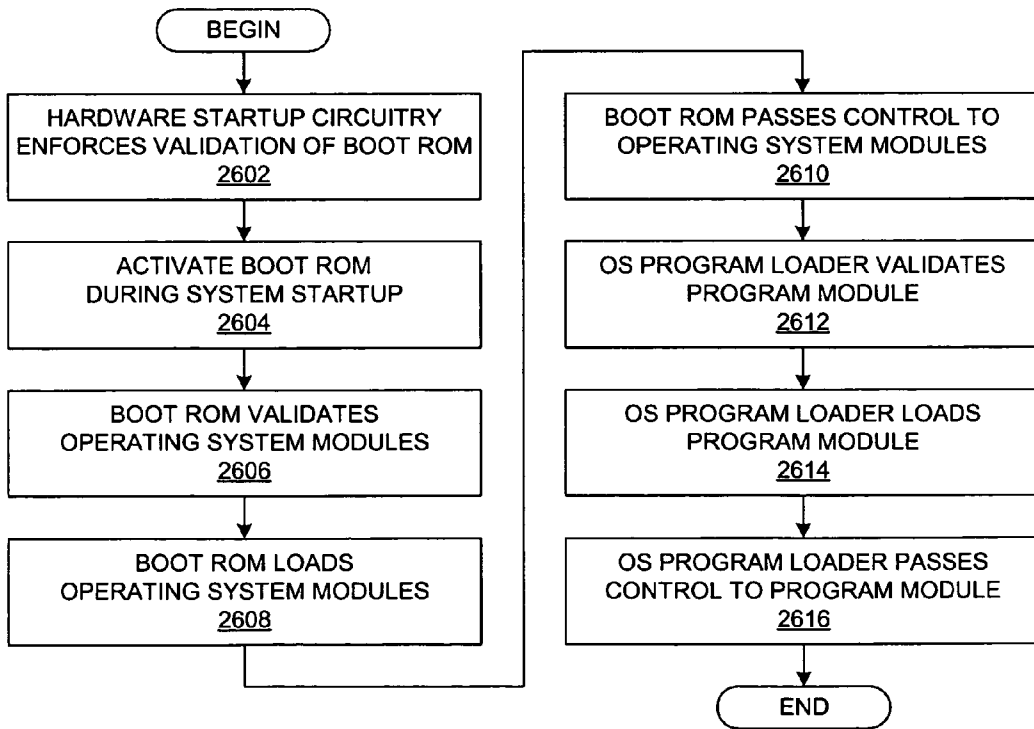 BEGIN
HARDWARE STARTUP CIRCUITRY
ENFORCES VALIDATION OF BOOT ROM
2602
ACTIVATE BOOT ROM
DURING SYSTEM STARTUP
2604
BOOT ROM VALIDATES
OPERATING SYSTEM MODULES
2606
BOOT ROM LOADS
OPERATING SYSTEM MODULES
2608
BOOT ROM PASSES CONTROL TO
OPERATING SYSTEM MODULES
2610
OS PROGRAM LOADER VALIDATES
PROGRAM MODULE
2612
OS PROGRAM LOADER LOADS
PROGRAM MODULE
2614
OS PROGRAM LOADER PASSES
CONTROL TO PROGRAM MODULE
2616
END